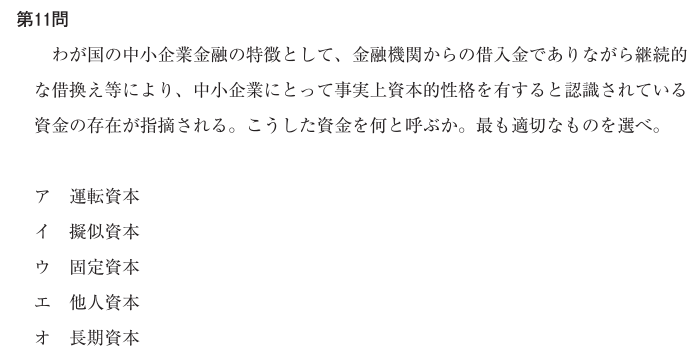 第11問
わが国の中小企業金融の特徴として、金融機関からの借入金でありながら継続的
な借換え等により、中小企業にとって事実上資本的性格を有すると認識されている
資金の存在が指摘される。こうした資金を何と呼ぶか。最も適切なものを選べ。
ア　運転資本
イ　擬似資本
ウ　固定資本
エ　他人資本
オ　長期資本